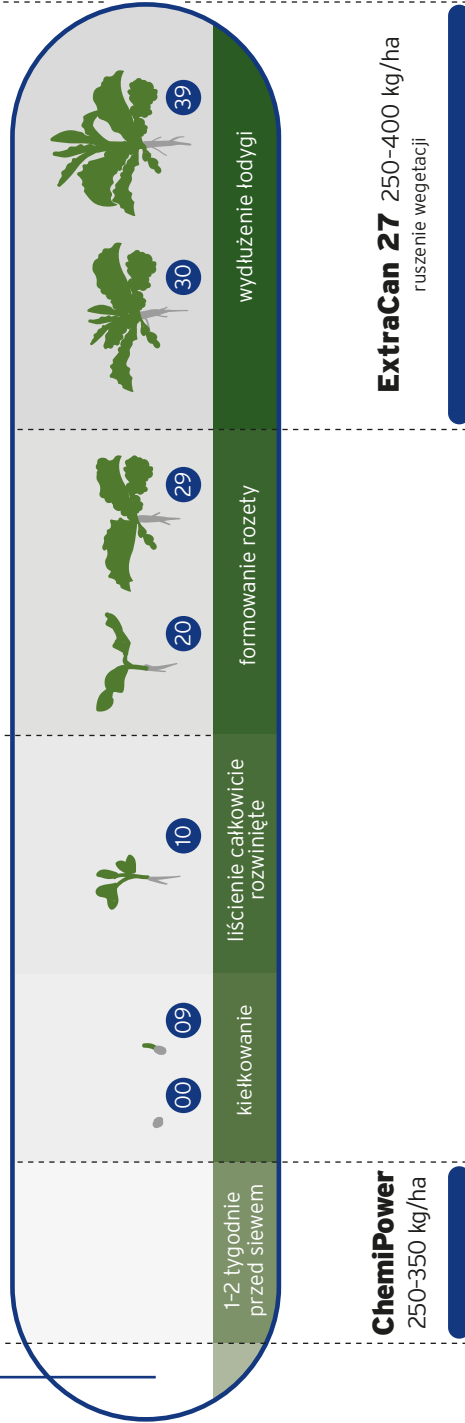 00
09
10
20
29
30
39
1-2 tygodnie
przed siewem
kiełkowanie
liścienie całkowicie
rozwinięte
formowanie rozety
wydłużenie łodygi
ChemiPower
250-350 kg/ha
ExtraCan 27 250-400 kg/ha
ruszenie wegetacji